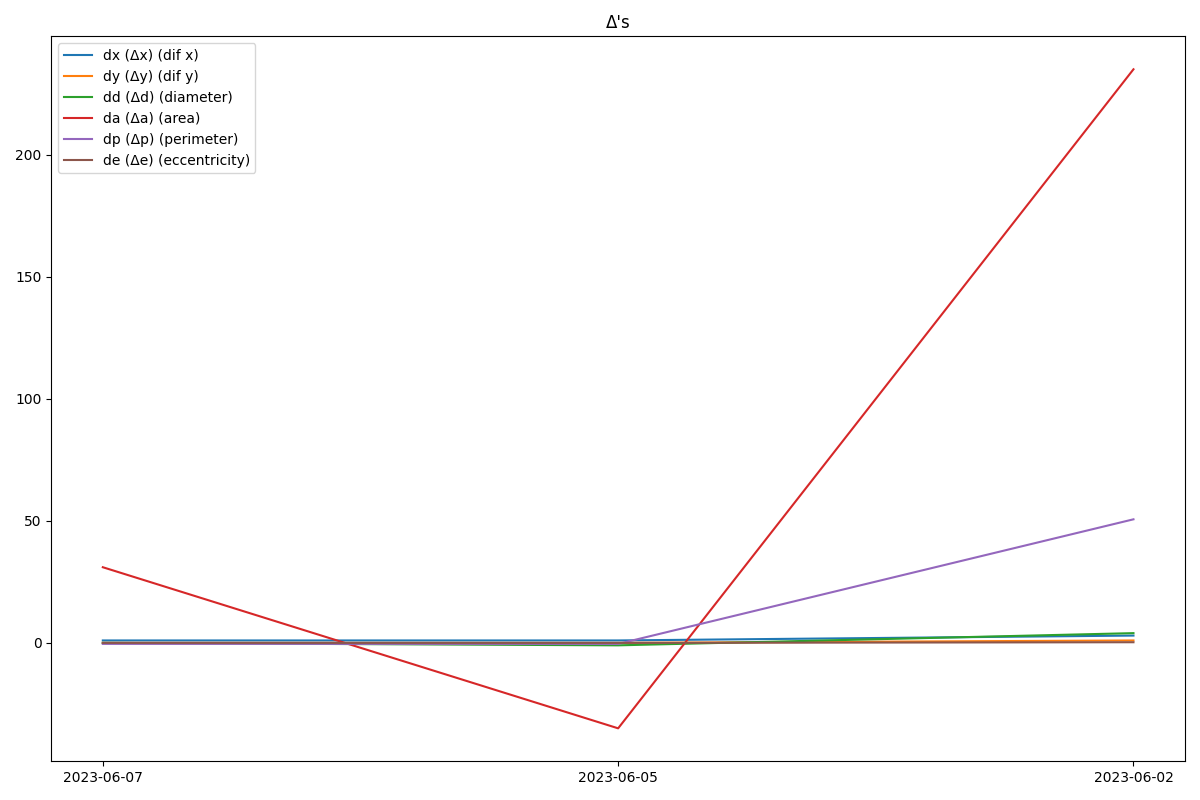 Δ's
dx (Δx) (dif x)
dy (Δy) (dif y)
dd (Δd) (diameter)
da (Δa) (area)
dp (Δp) (perimeter)
de (Δe) (eccentricity)
200
150
100
50
0
2023-06-07 2023-06-05 2023-06-02